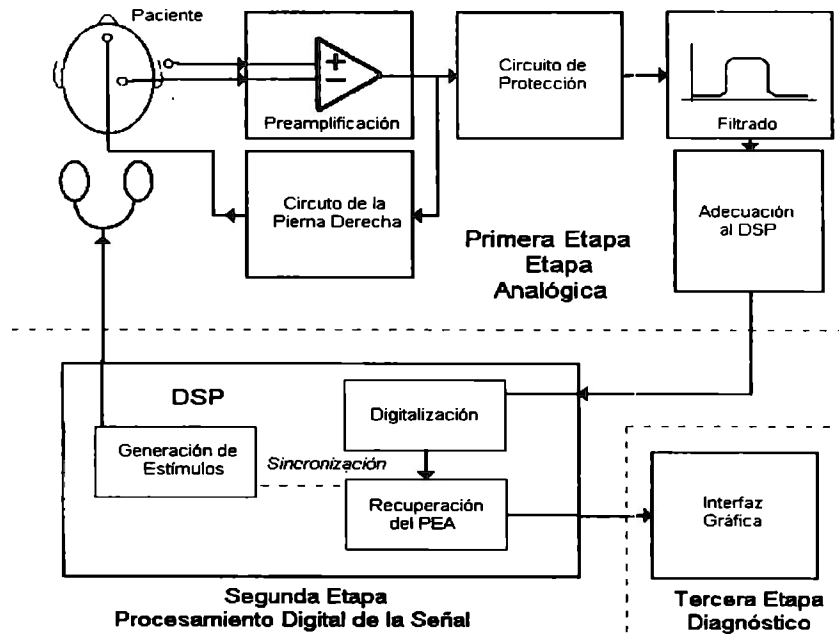 Paciente
+
−
Preamplificación
Circuito de
Protección
Filtrado
Circuto de la
Pierna Derecha
Adecuación
al DSP
Primera Etapa
Etapa
Analógica
DSP
Generación de
Estímulos
Sincronización
Digitalización
Recuperación
del PEA
Interfaz
Gráfica
Segunda Etapa
Procesamiento Digital de la Señal
Tercera Etapa
Diagnóstico